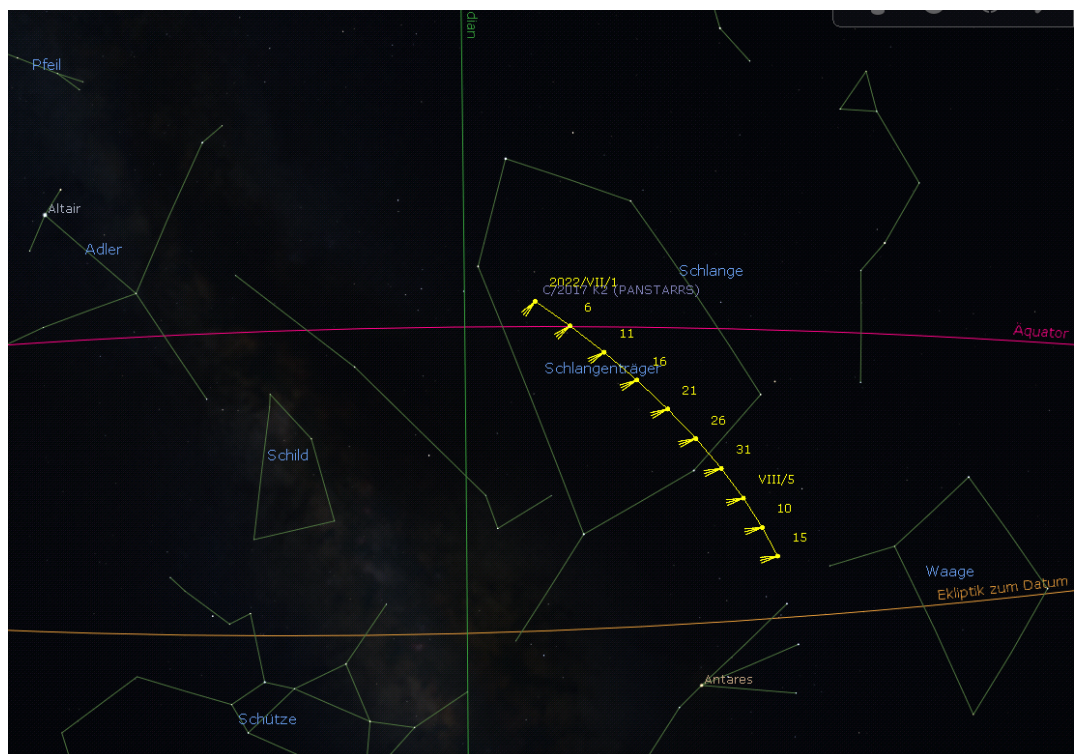 dian
Pfeil
Altair
Adler
Schlange
2022/VII/1
C/2017 K2 (PANSTARRS)
6
Äquator
11
16
Schlangenträger
21
26
31
Schild
VIII/5
10
15
Waage
Ekliptik zum Datum
Antares
Schütze